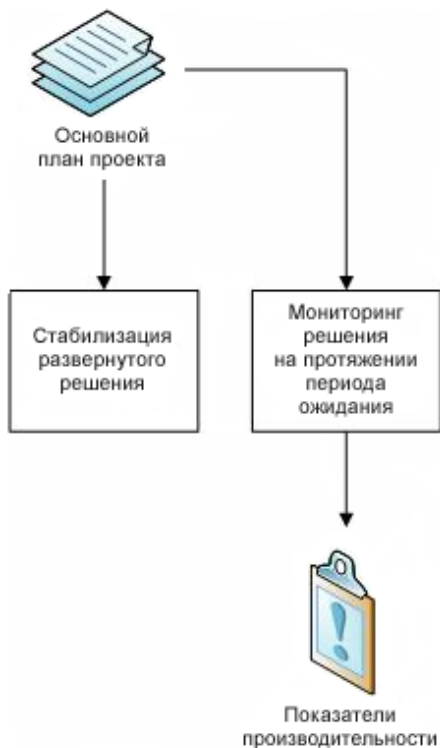 Основной
план проекта
Стабилизация
развернутого
решения
Мониторинг
решения
на протяжении
периода
ожидания
Показатели
производительности